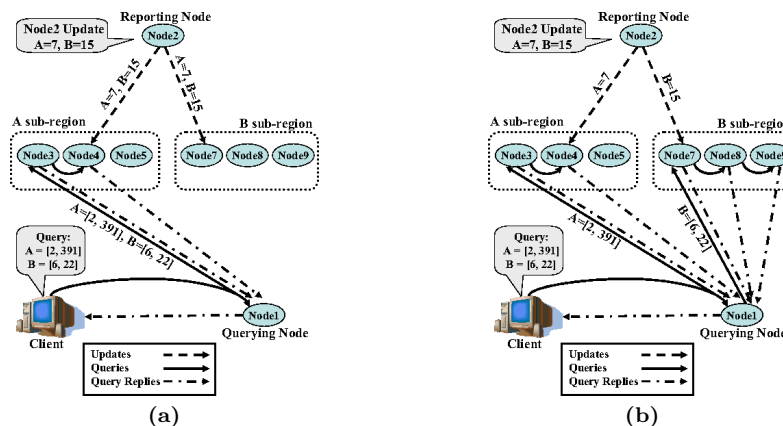 Reporting Node
Node2
Node2 Update
A=7, B=15
A=7, B=15
A=7, B=15
A sub-region
B sub-region
Node3
Node4
Node5
Node7
Node8
Node9
A=[2, 391], B=[6, 22]
Query:
A = [2, 391]
B = [6, 22]
Client
Node1
Querying Node
Updates
Queries
Query Replies
(a)
Reporting Node
Node2
Node2 Update
A=7, B=15
A=7
B=15
A sub-region
B sub-region
Node3
Node4
Node5
Node7
Node8
Node9
A=[2, 391]
B=[6, 22]
Query:
A = [2, 391]
B = [6, 22]
Client
Node1
Querying Node
Updates
Queries
Query Replies
(b)